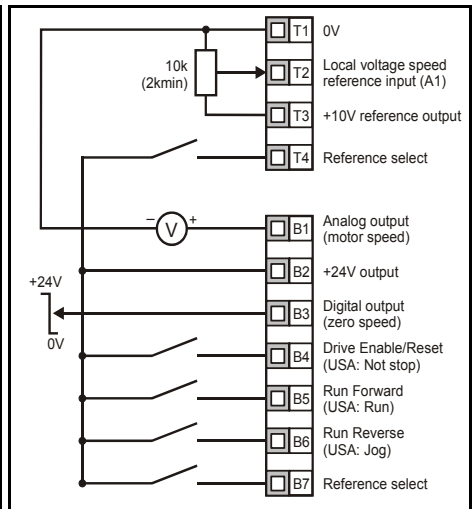 T1 0V
10k
(2kmin)
T2 Local voltage speed
reference input (A1)
T3 +10V reference output
T4 Reference select
− V +
B1 Analog output
(motor speed)
B2 +24V output
+24V
0V
B3 Digital output
(zero speed)
B4 Drive Enable/Reset
(USA: Not stop)
B5 Run Forward
(USA: Run)
B6 Run Reverse
(USA: Jog)
B7 Reference select